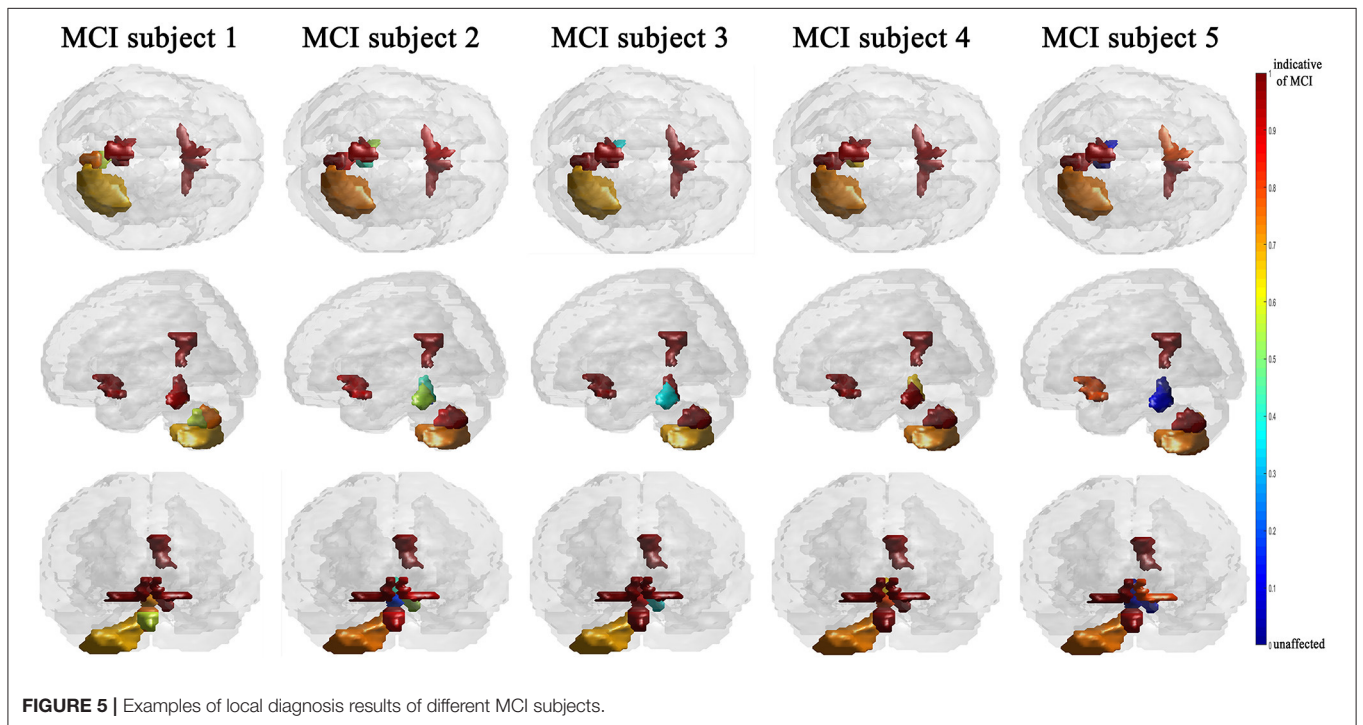 MCI subject 1 MCI subject 2 MCI subject 3 MCI subject 4 MCI subject 5
indicative
of MCI
1
0.9
0.8
0.7
0.6
0.5
0.4
0.3
0.2
0.1
0 unaffected
FIGURE 5 | Examples of local diagnosis results of different MCI subjects.